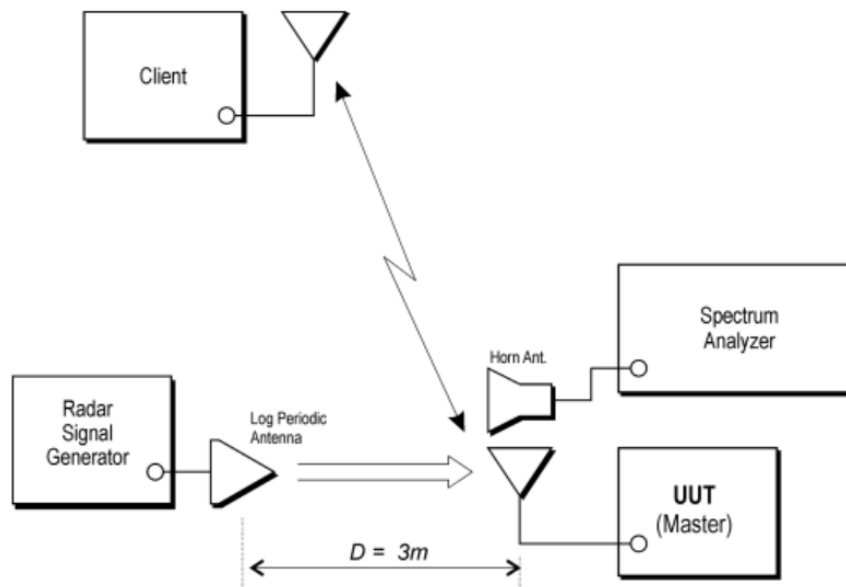 Client
Spectrum
Analyzer
Horn Ant.
Radar
Signal
Generator
Log Periodic
Antenna
UUT
(Master)
D = 3m